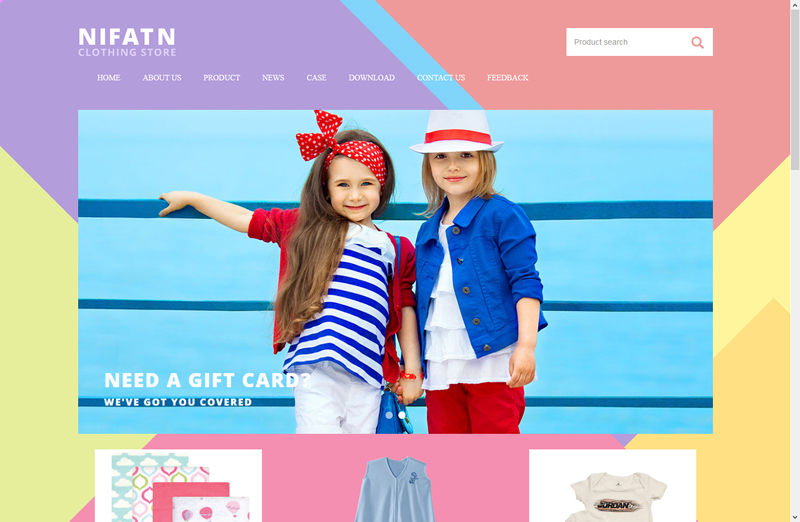 NIFATN
CLOTHING STORE
Product search
HOME ABOUT US PRODUCT NEWS CASE DOWNLOAD CONTACT US FEEDBACK
NEED A GIFT CARD?
WE'VE GOT YOU COVERED
JORDAN